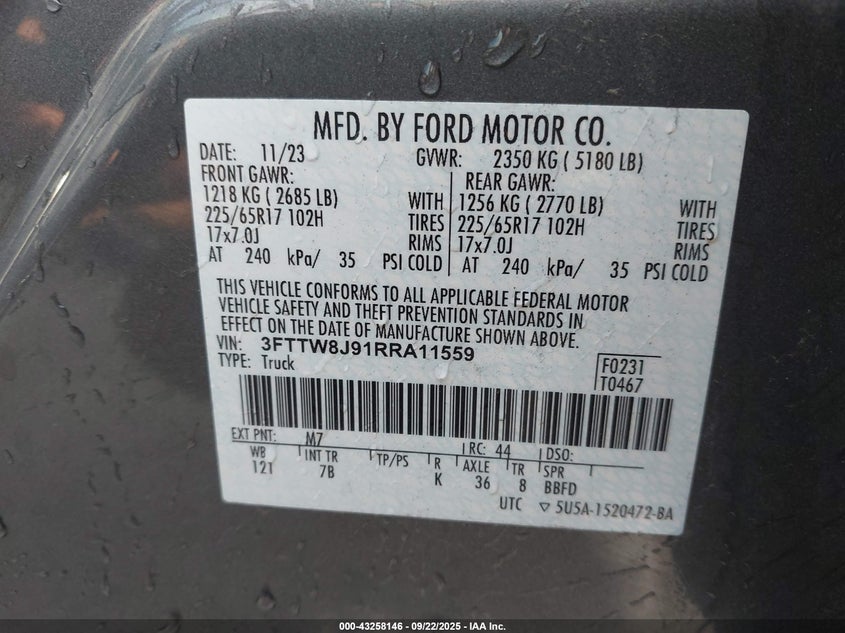 MFD. BY FORD MOTOR CO.
DATE: 11/23 GVWR: 2350 KG ( 5180 LB)
FRONT GAWR: REAR GAWR:
1218 KG ( 2685 LB) WITH 1256 KG ( 2770 LB) WITH
225/65R17 102H TIRES 225/65R17 102H TIRES
17x7.0J RIMS 17x7.0J RIMS
AT 240 kPa/ 35 PSI COLD AT 240 kPa/ 35 PSI COLD
THIS VEHICLE CONFORMS TO ALL APPLICABLE FEDERAL MOTOR
VEHICLE SAFETY AND THEFT PREVENTION STANDARDS IN
EFFECT ON THE DATE OF MANUFACTURE SHOWN ABOVE.
VIN: 3FTTW8J91RRA11559
TYPE: Truck F0231
T0467
EXT PNT: M7 RC: 44 DSO:
WB INT TR TP/PS R AXLE TR SPR
121 7B K 36 8 BBFD
UTC ▽ 5U5A-1520472-BA
000-43258146 - 09/22/2025 - IAA Inc.